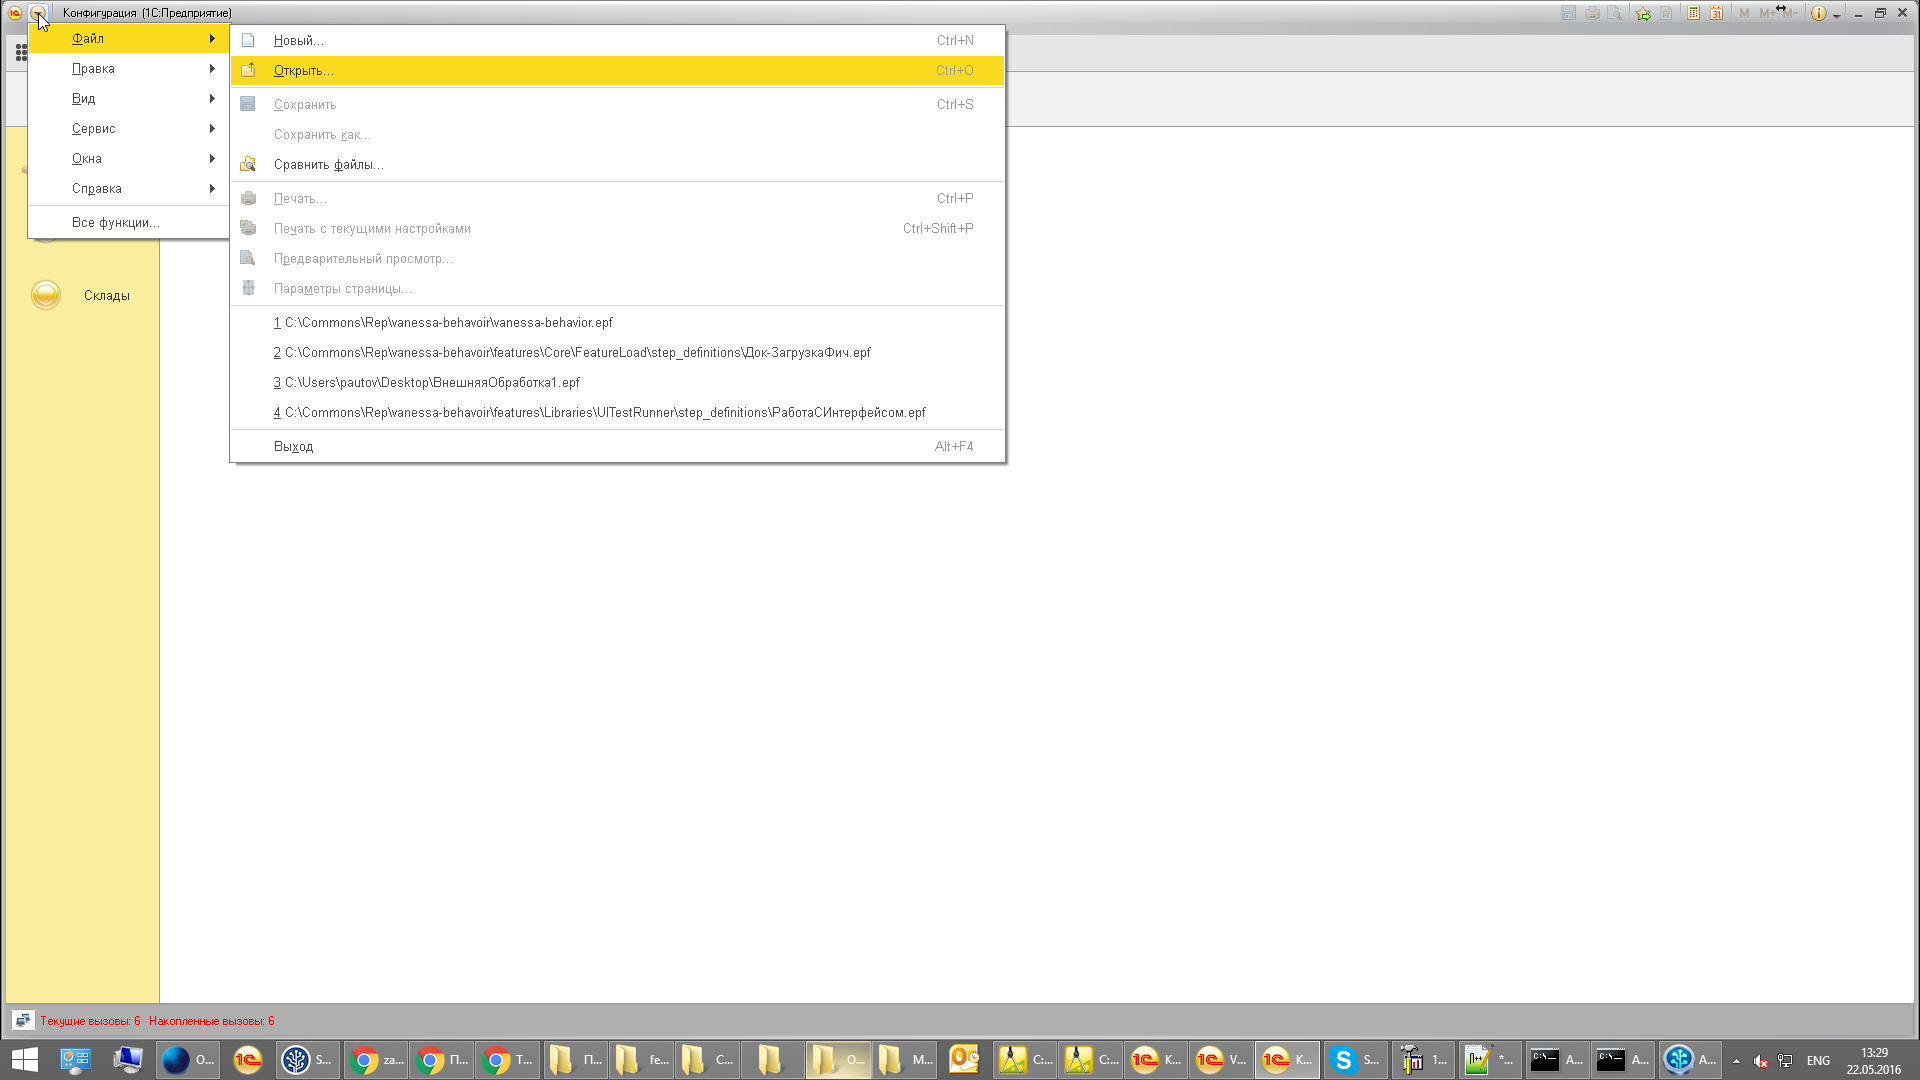 Конфигурация (1С:Предприятие)
31
M M+ M-
Файл
Правка
Вид
Сервис
Окна
Справка
Все функции...
Новый... Ctrl+N
Открыть... Ctrl+O
Сохранить Ctrl+S
Сохранить как...
Сравнить файлы...
Печать... Ctrl+P
Печать с текущими настройками Ctrl+Shift+P
Предварительный просмотр...
Параметры страницы...
1 C:\Commons\Rep\vanessa-behavoir\vanessa-behavior.epf
2 C:\Commons\Rep\vanessa-behavoir\features\Core\FeatureLoad\step_definitions\Док-ЗагрузкаФич.epf
3 C:\Users\pautov\Desktop\ВнешняяОбработка1.epf
4 C:\Commons\Rep\vanessa-behavoir\features\Libraries\UITestRunner\step_definitions\РаботаСИнтерфейсом.epf
Выход Alt+F4
Склады
Текущие вызовы: 6 Накопленные вызовы: 6
O... S... za... П... T... П... fe... C... O... M... C:... C:... K... V... K... S... 1... *... A... A... A... ENG
13:29
22.05.2016